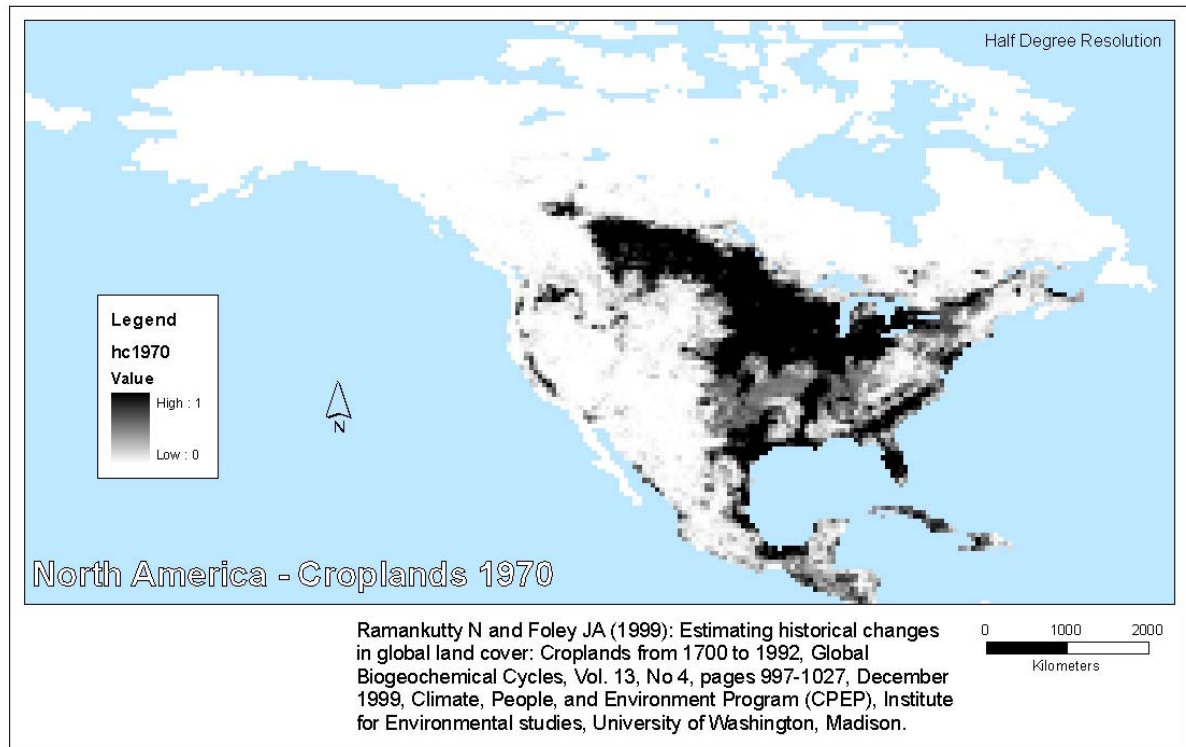 Half Degree Resolution
Legend
hc1970
Value
High : 1
Low : 0
N
North America - Croplands 1970
Ramankutty N and Foley JA (1999): Estimating historical changes
in global land cover: Croplands from 1700 to 1992, Global
Biogeochemical Cycles, Vol. 13, No 4, pages 997-1027, December
1999, Climate, People, and Environment Program (CPEP), Institute
for Environmental studies, University of Washington, Madison.
0 1000 2000
Kilometers